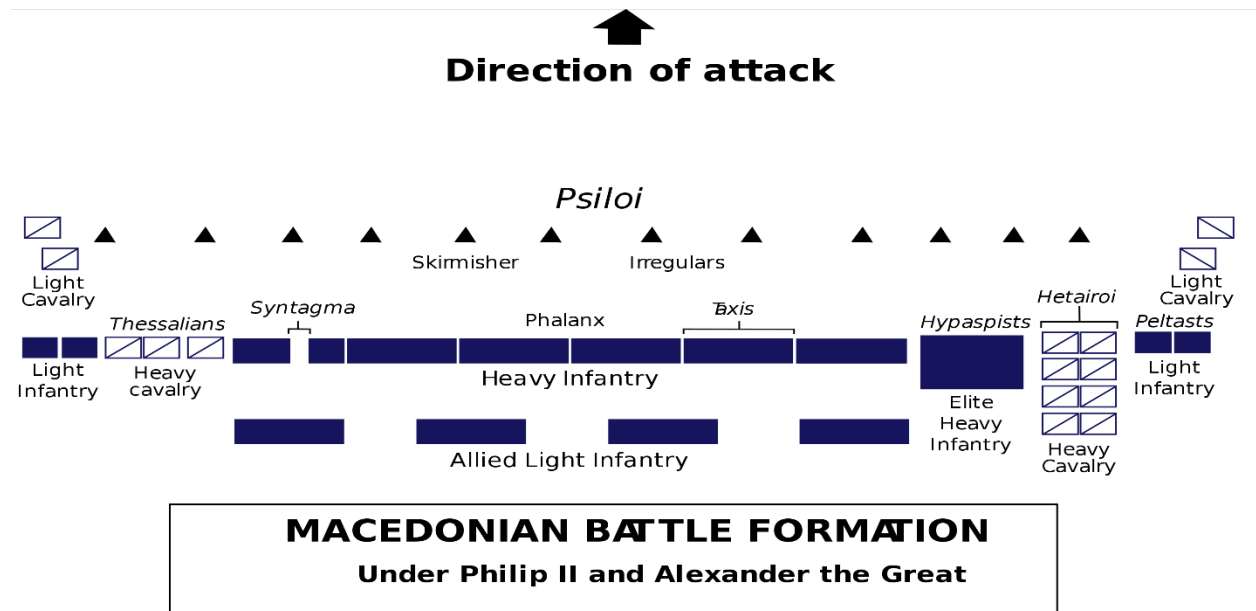 Direction of attack
Psiloi
Skirmisher
Irregulars
Light
Cavalry
Light
Cavalry
Syntagma
Taxis
Hetairoi
Thessalians
Phalanx
Hypaspists
Peltasts
Light
Infantry
Heavy
cavalry
Heavy Infantry
Light
Infantry
Elite
Heavy
Infantry
Allied Light Infantry
Heavy
Cavalry
MACEDONIAN BATTLE FORMATION
Under Philip II and Alexander the Great